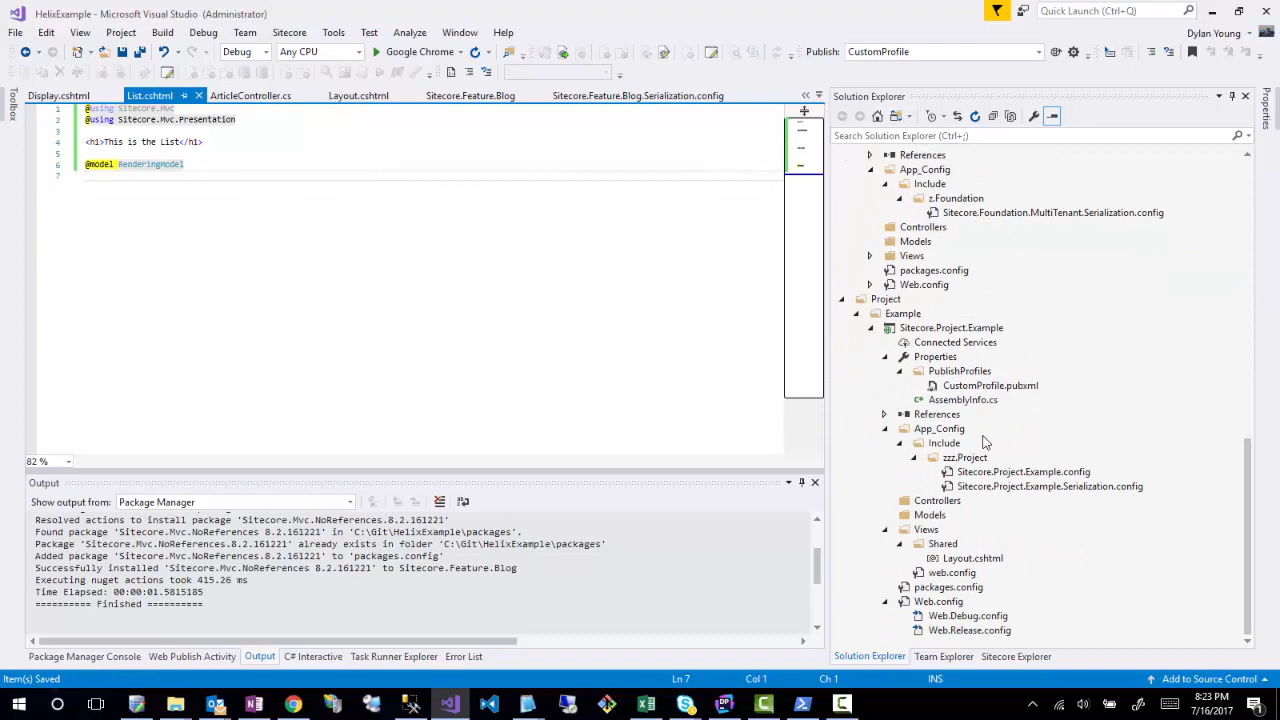 HelixExample - Microsoft Visual Studio (Administrator)
Quick Launch (Ctrl+Q)
File Edit View Project Build Debug Team Sitecore Tools Test Analyze Window Help
Dylan Young
Debug Any CPU Google Chrome Publish: CustomProfile
Display.cshtml List.cshtml ArticleController.cs Layout.cshtml Sitecore.Feature.Blog Sitecore.Feature.Blog.Serialization.config
Toolbox
1 @using Sitecore.Mvc
2 @using Sitecore.Mvc.Presentation
3
4 <h1>This is the List</h1>
5
6 @model RenderingModel
7
82 %
Output
Show output from: Package Manager
Resolved actions to install package 'Sitecore.Mvc.NoReferences.8.2.161221'
Found package 'Sitecore.Mvc.NoReferences 8.2.161221' in 'C:\Git\HelixExample\packages'.
Package 'Sitecore.Mvc.NoReferences.8.2.161221' already exists in folder 'C:\Git\HelixExample\packages'
Added package 'Sitecore.Mvc.NoReferences.8.2.161221' to 'packages.config'
Successfully installed 'Sitecore.Mvc.NoReferences 8.2.161221' to Sitecore.Feature.Blog
Executing nuget actions took 415.26 ms
Time Elapsed: 00:00:01.5815185
========== Finished ==========
Package Manager Console Web Publish Activity Output C# Interactive Task Runner Explorer Error List
Solution Explorer
Search Solution Explorer (Ctrl+;)
References
App_Config
Include
z.Foundation
Sitecore.Foundation.MultiTenant.Serialization.config
Controllers
Models
Views
packages.config
Web.config
Project
Example
Sitecore.Project.Example
Connected Services
Properties
PublishProfiles
CustomProfile.pubxml
C# AssemblyInfo.cs
References
App_Config
Include
zzz.Project
Sitecore.Project.Example.config
Sitecore.Project.Example.Serialization.config
Controllers
Models
Views
Shared
Layout.cshtml
web.config
packages.config
Web.config
Web.Debug.config
Web.Release.config
Solution Explorer Team Explorer Sitecore Explorer
Properties
Item(s) Saved Ln 7 Col 1 Ch 1 INS Add to Source Control
8:23 PM
7/16/2017